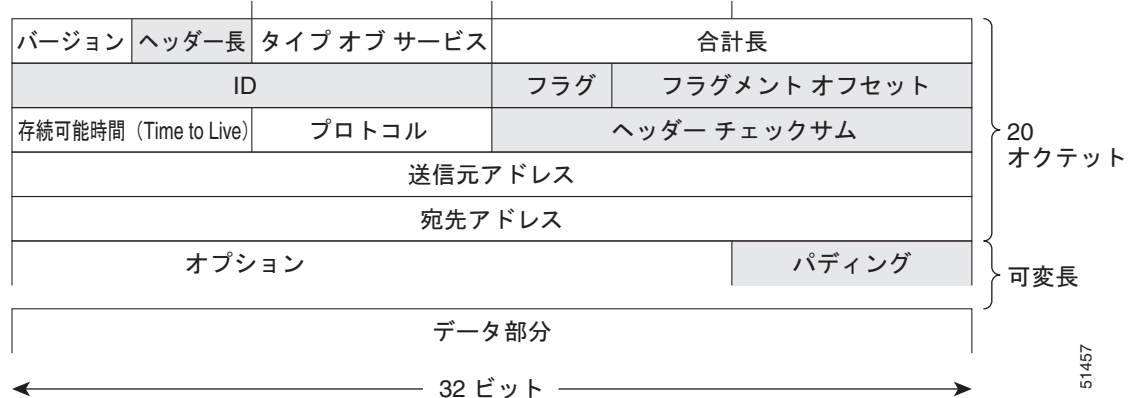 バージョン ヘッダー長 タイプ オブ サービス 合計長
ID フラグ フラグメント オフセット
存続可能時間（Time to Live） プロトコル ヘッダー チェックサム
送信元アドレス
宛先アドレス
20
オクテット
オプション パディング
可変長
データ部分
32 ビット
51457